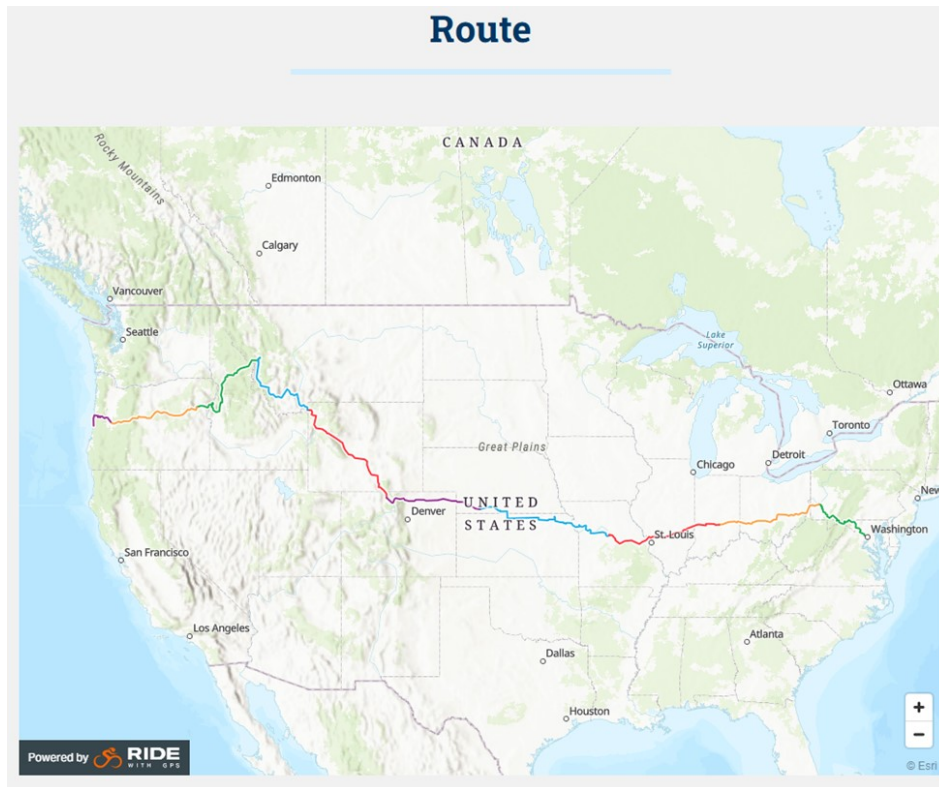 Route
CANADA
Rocky Mountains
Edmonton
Calgary
Vancouver
Seattle
Lake
Superior
Ottawa
Toronto
Great Plains
Detroit
Chicago
New
UNITED
STATES
Denver
St. Louis
Washington
San Francisco
Los Angeles
Atlanta
Dallas
Houston
+
−
Powered by RIDE
WITH GPS
© Esri